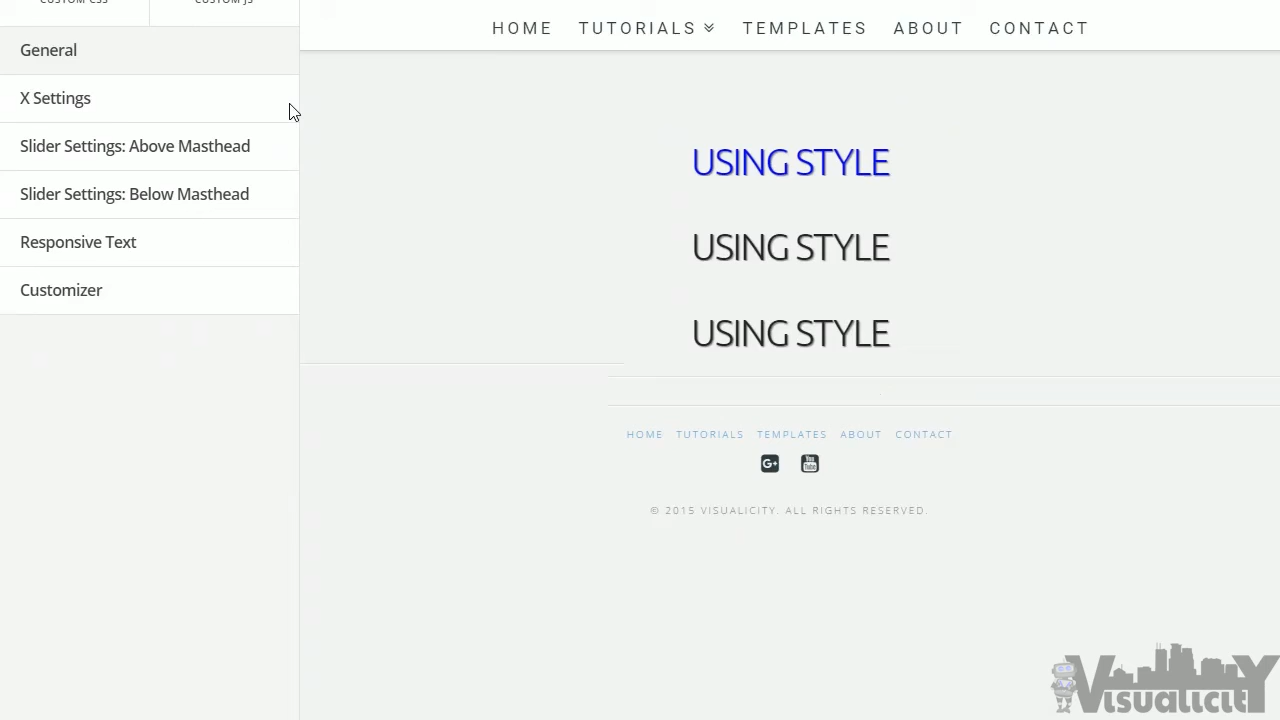 CUSTOM CSS
CUSTOM JS
General
X Settings
Slider Settings: Above Masthead
Slider Settings: Below Masthead
Responsive Text
Customizer
HOME TUTORIALS TEMPLATES ABOUT CONTACT
USING STYLE
USING STYLE
USING STYLE
HOME TUTORIALS TEMPLATES ABOUT CONTACT
G+
You Tube
© 2015 VISUALICITY. ALL RIGHTS RESERVED.
VisualicitY